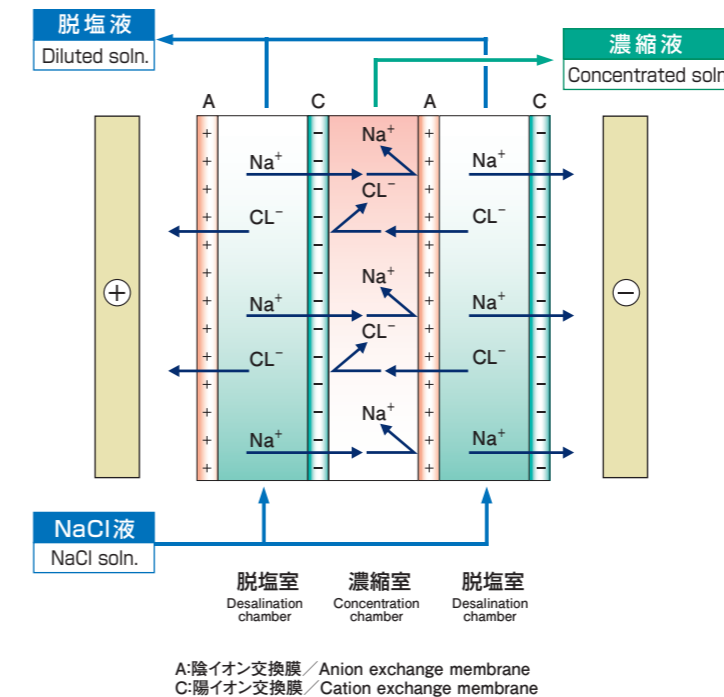 脱塩液
Diluted soln.
濃縮液
Concentrated soln
A C A C
Na⁺ Na⁺ Na⁺
CL⁻
CL⁻ CL⁻
Na⁺ Na⁺ Na⁺
CL⁻
CL⁻ CL⁻
Na⁺ Na⁺ Na⁺
+ −
NaCl液
NaCl soln.
脱塩室 濃縮室 脱塩室
Desalination Concentration Desalination
chamber chamber chamber
A:陰イオン交換膜／Anion exchange membrane
C:陽イオン交換膜／Cation exchange membrane